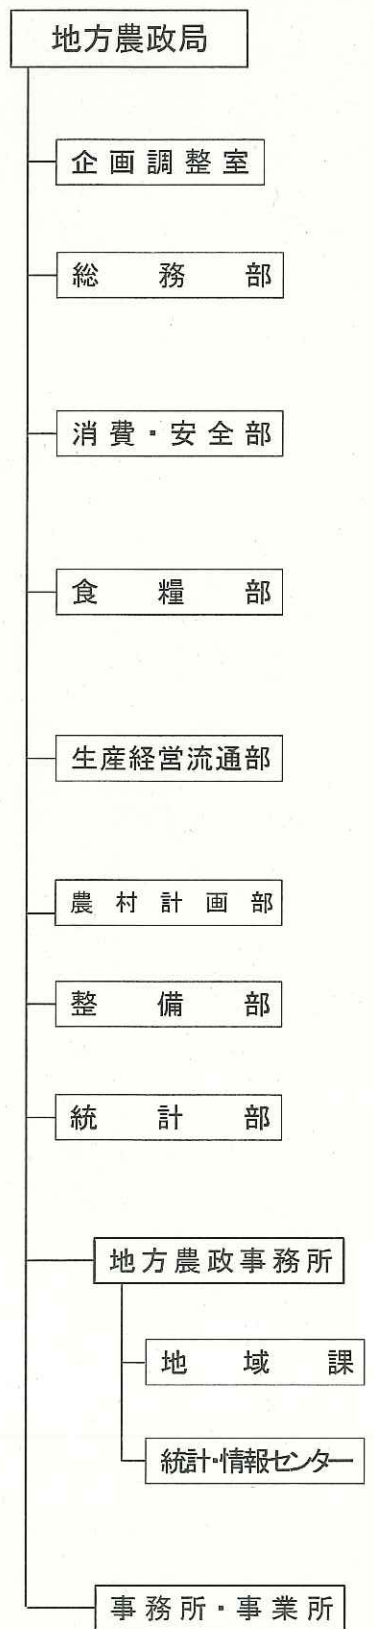 地方農政局
企画調整室
総務部
消費・安全部
食糧部
生産経営流通部
農村計画部
整備部
統計部
地方農政事務所
地域課
統計・情報センター
事務所・事業所